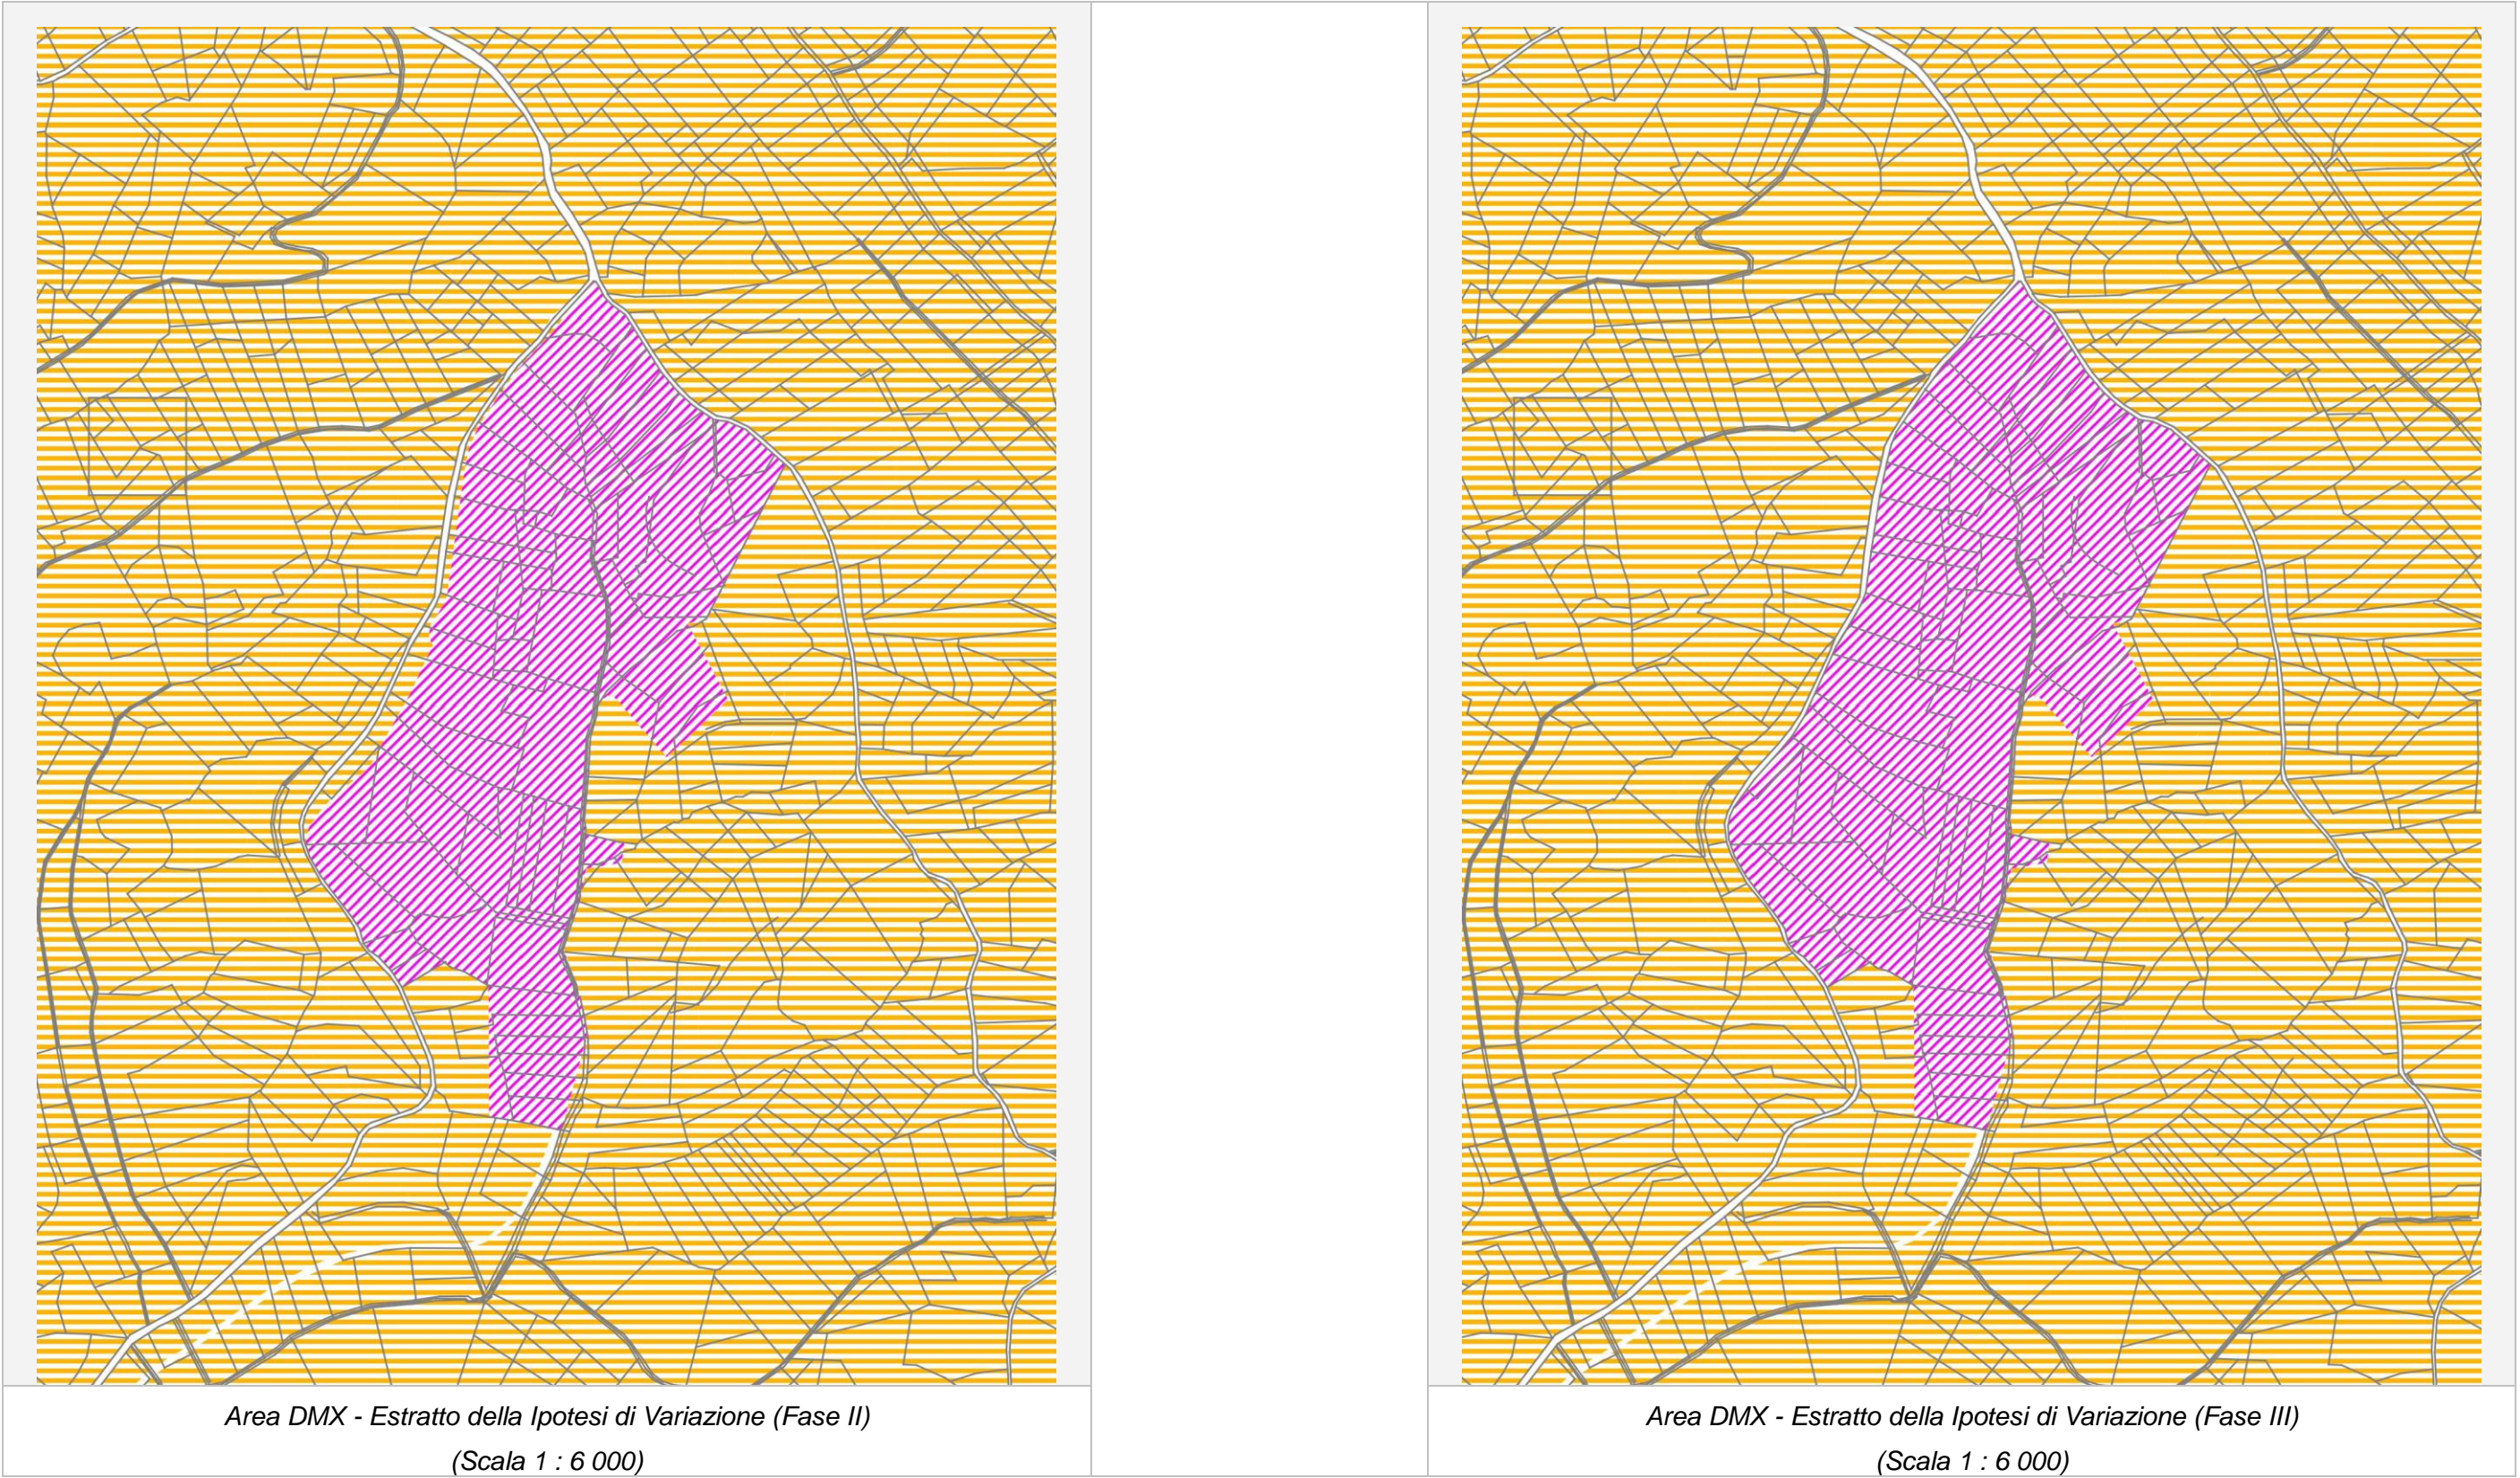 Area DMX - Estratto della Ipotesi di Variazione (Fase II)
(Scala 1 : 6 000)
Area DMX - Estratto della Ipotesi di Variazione (Fase III)
(Scala 1 : 6 000)